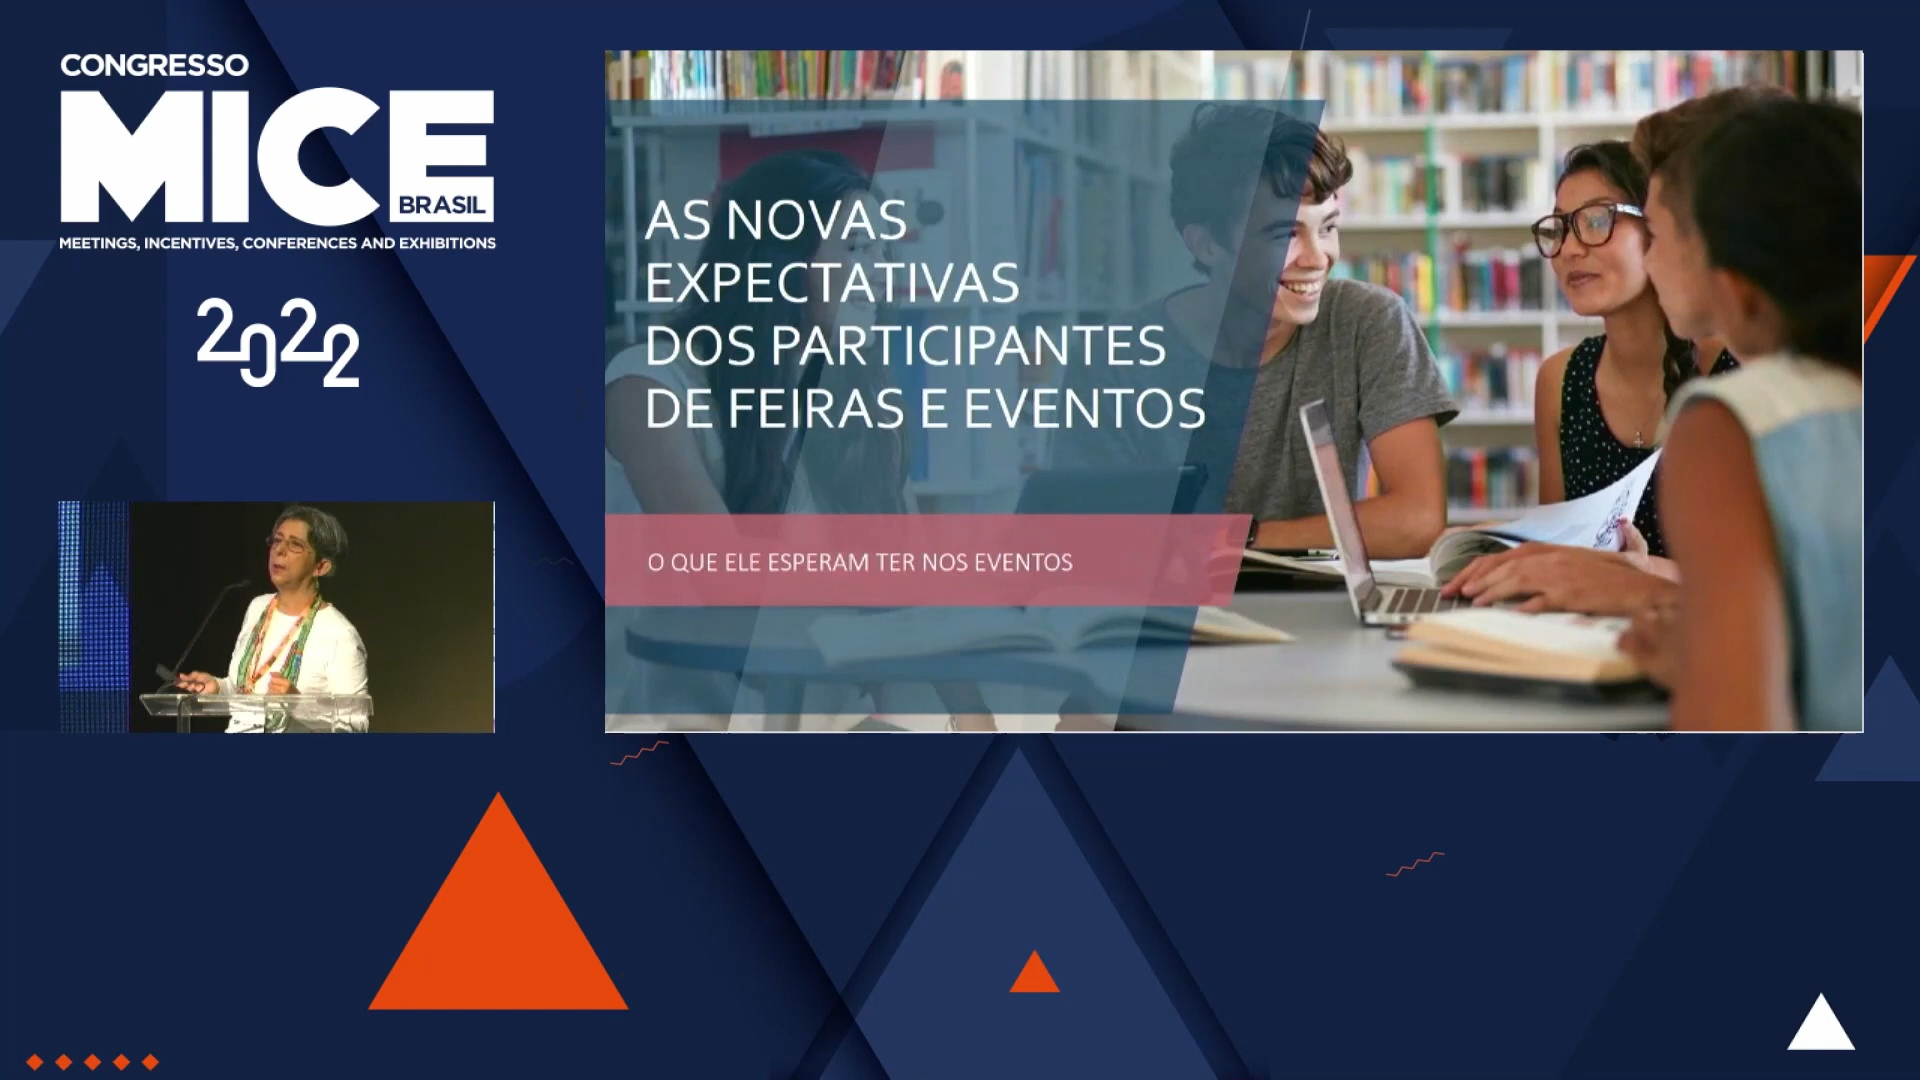 CONGRESSO
MICE
BRASIL
MEETINGS, INCENTIVES, CONFERENCES AND EXHIBITIONS
2022
AS NOVAS
EXPECTATIVAS
DOS PARTICIPANTES
DE FEIRAS E EVENTOS
O QUE ELE ESPERAM TER NOS EVENTOS